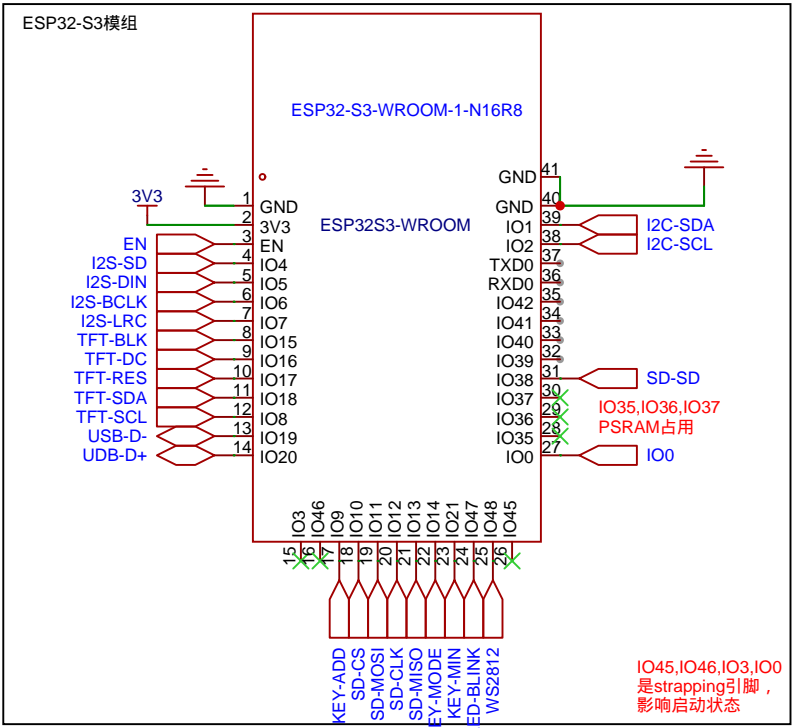 ESP32-S3模组
ESP32-S3-WROOM-1-N16R8
ESP32S3-WROOM
3V3
1 GND
2 3V3
EN 3 EN
I2S-SD 4 IO4
I2S-DIN 5 IO5
I2S-BCLK 6 IO6
I2S-LRC 7 IO7
TFT-BLK 8 IO15
TFT-DC 9 IO16
TFT-RES 10 IO17
TFT-SDA 11 IO18
TFT-SCL 12 IO8
USB-D- 13 IO19
UDB-D+ 14 IO20
GND 41
GND 40
IO1 39 I2C-SDA
IO2 38 I2C-SCL
TXD0 37
RXD0 36
IO42 35
IO41 34
IO40 33
IO39 32
IO38 31 SD-SD
IO37 30
IO36 29
IO35 28
IO0 27 IO0
IO35,IO36,IO37
PSRAM占用
15 IO3
16 IO46
17 IO9 KEY-ADD
18 IO10 SD-CS
19 IO11 SD-MOSI
20 IO12 SD-CLK
21 IO13 SD-MISO
22 IO14 EY-MODE
23 IO21 KEY-MIN
24 IO47 ED-BLINK
25 IO48 WS2812
26 IO45
IO45,IO46,IO3,IO0
是strapping引脚，
影响启动状态